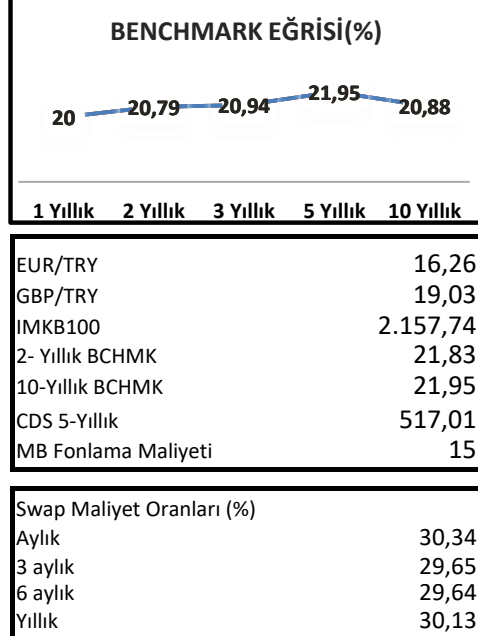 BENCHMARK EĞRİSİ(%)
20 20,79 20,94 21,95 20,88
1 Yıllık 2 Yıllık 3 Yıllık 5 Yıllık 10 Yıllık
EUR/TRY 16,26
GBP/TRY 19,03
IMKB100 2.157,74
2- Yıllık BCHMK 21,83
10-Yıllık BCHMK 21,95
CDS 5-Yıllık 517,01
MB Fonlama Maliyeti 15
Swap Maliyet Oranları (%)
Aylık 30,34
3 aylık 29,65
6 aylık 29,64
Yıllık 30,13